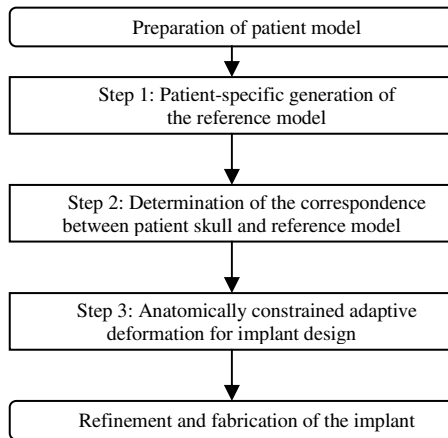 Preparation of patient model
Step 1: Patient-specific generation of
the reference model
Step 2: Determination of the correspondence
between patient skull and reference model
Step 3: Anatomically constrained adaptive
deformation for implant design
Refinement and fabrication of the implant